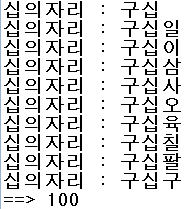 십의자리 : 구십
십의자리 : 구십일
십의자리 : 구십이
십의자리 : 구십삼
십의자리 : 구십사
십의자리 : 구십오
십의자리 : 구십육
십의자리 : 구십칠
십의자리 : 구십팔
십의자리 : 구십구
==> 100